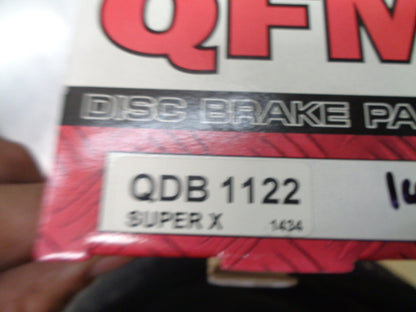 QFM
DISC BRAKE PA
QDB 1122
SUPER X 1434